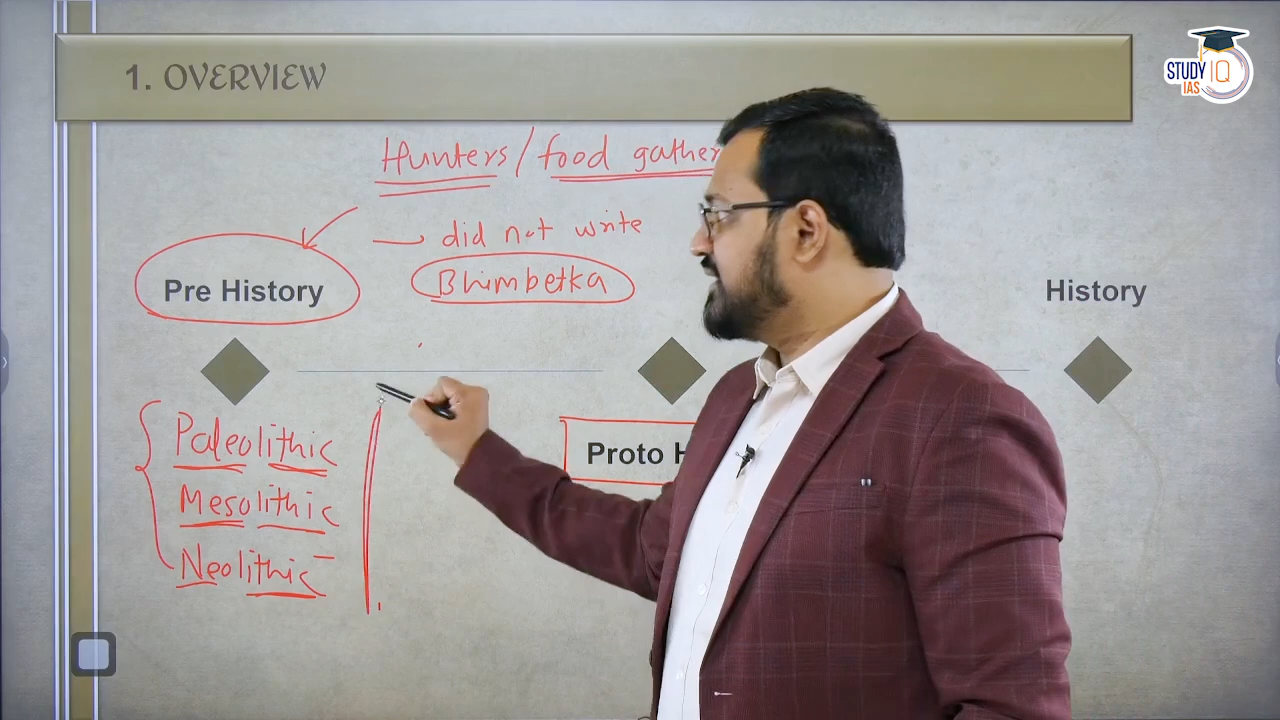 1. OVERVIEW
STUDY IQ
IAS
Hunters / food gather
did not write
Bhimbetka
Pre History
History
Paleolithic
Proto H
Mesolithic
Neolithic